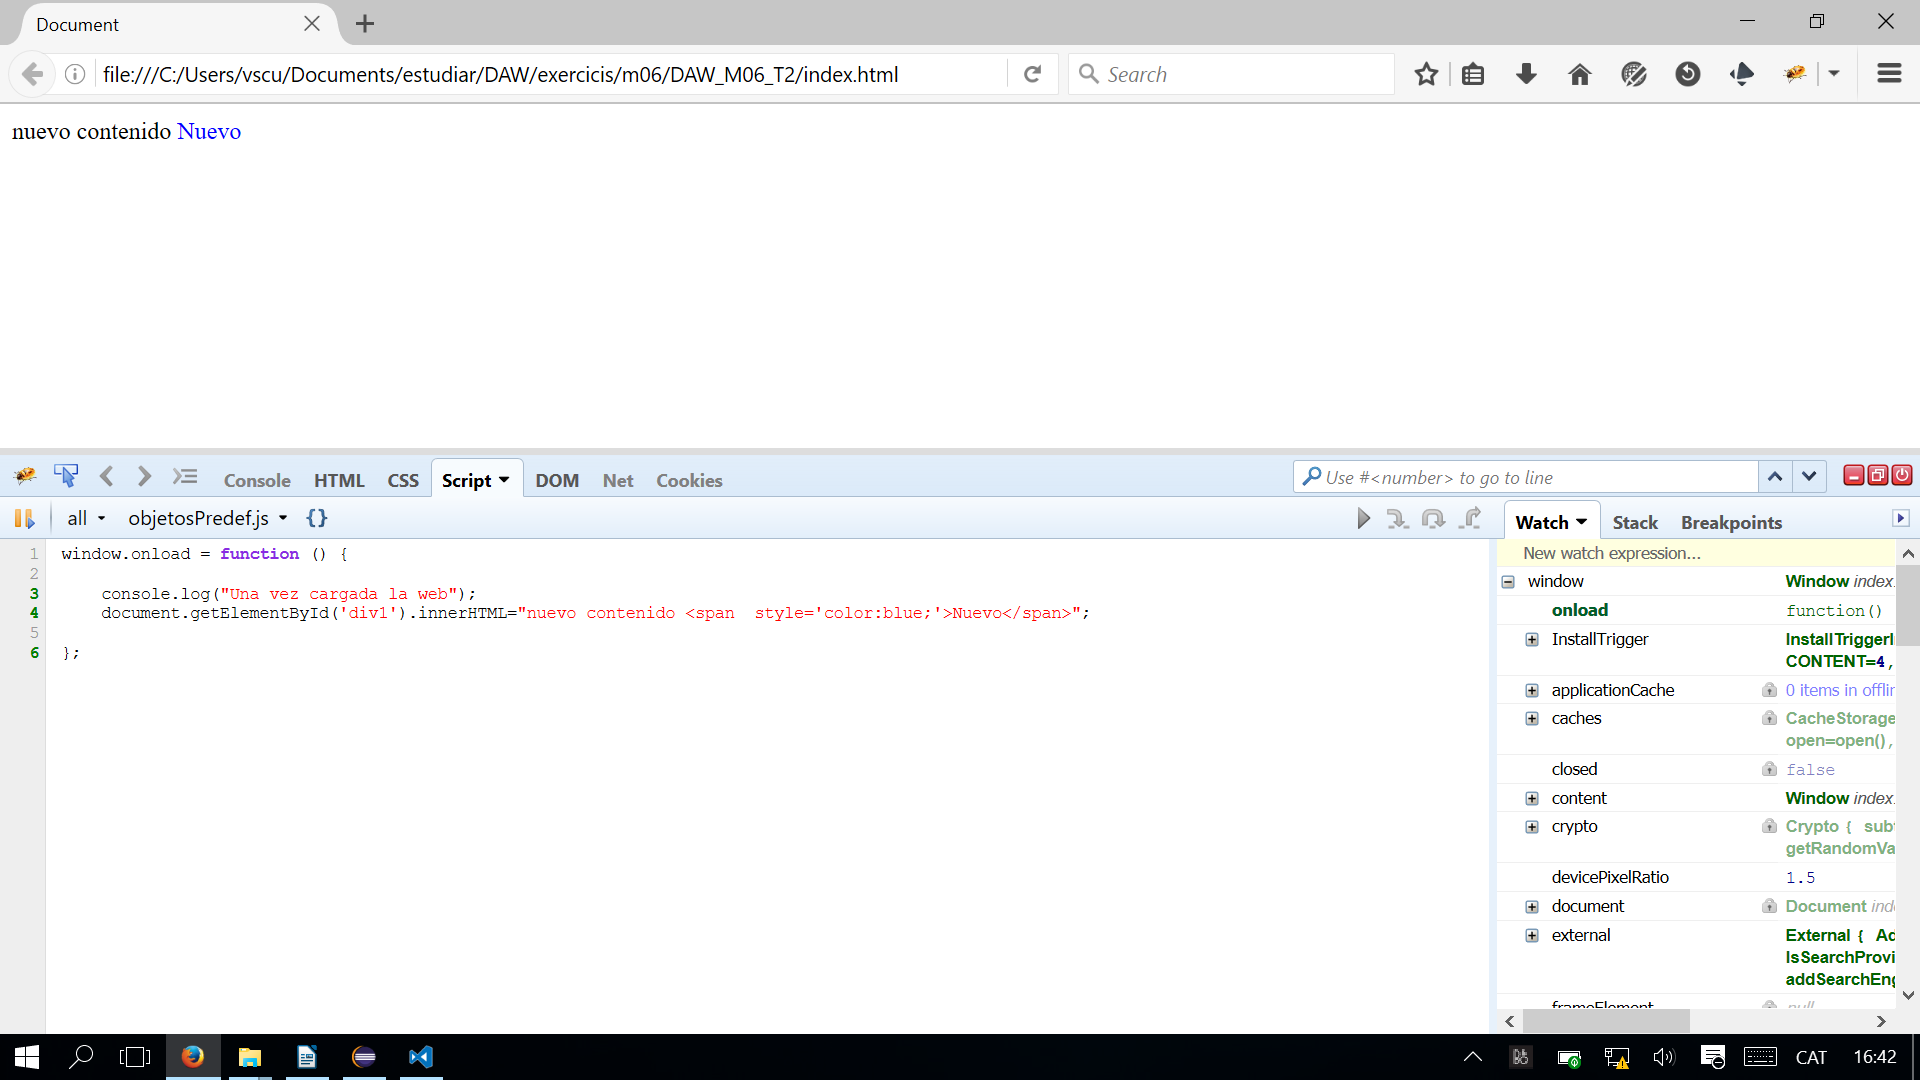 Document
file:///C:/Users/vscu/Documents/estudiar/DAW/exercicis/m06/DAW_M06_T2/index.html
Search
nuevo contenido Nuevo
Console HTML CSS Script DOM Net Cookies
Use #<number> to go to line
all objetosPredef.js {}
Watch Stack Breakpoints
1 window.onload = function () {
2
3 console.log("Una vez cargada la web");
4 document.getElementById('div1').innerHTML="nuevo contenido <span  style='color:blue;'>Nuevo</span>";
5
6 };
New watch expression...
window Window index.
onload function()
InstallTrigger InstallTriggerI
CONTENT=4,
applicationCache 0 items in offlin
caches CacheStorage
open=open(),
closed false
content Window index.
crypto Crypto { subt
getRandomVa
devicePixelRatio 1.5
document Document inde
external External { Ad
IsSearchProvi
addSearchEng
frameElement null
CAT 16:42